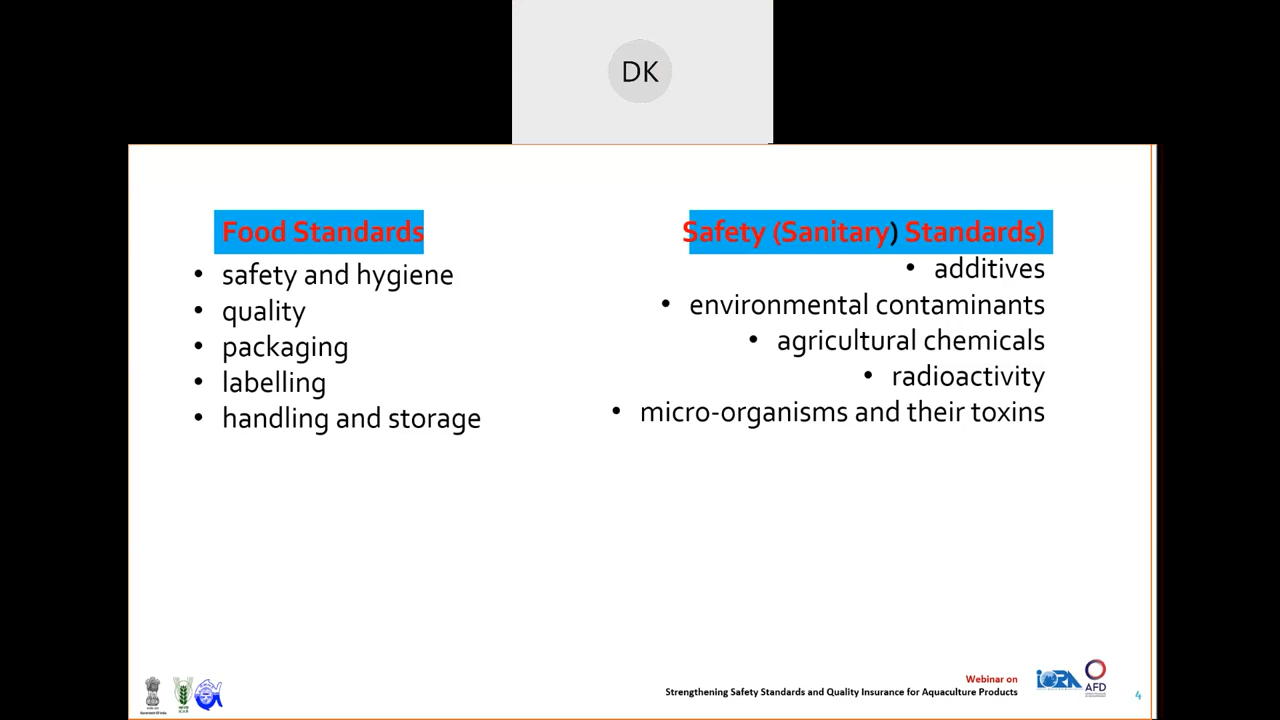 DK
Food Standards
• safety and hygiene
• quality
• packaging
• labelling
• handling and storage
Safety (Sanitary) Standards)
• additives
• environmental contaminants
• agricultural chemicals
• radioactivity
• micro-organisms and their toxins
Webinar on
Strengthening Safety Standards and Quality Insurance for Aquaculture Products
IORA
AFD
4